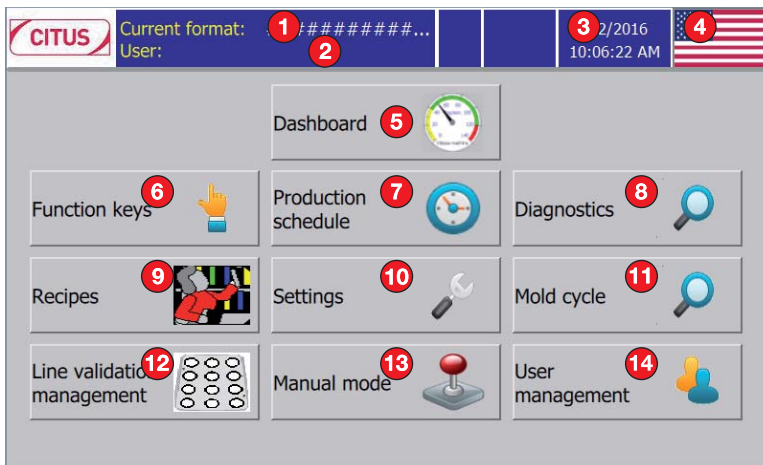 CITUS
Current format: 1 #########...
User: 2
3 2/2016
10:06:22 AM
4
Dashboard 5
Function keys 6
Production 7
schedule
Diagnostics 8
Recipes 9
Settings 10
Mold cycle 11
Line validatio 12
management
Manual mode 13
User 14
management